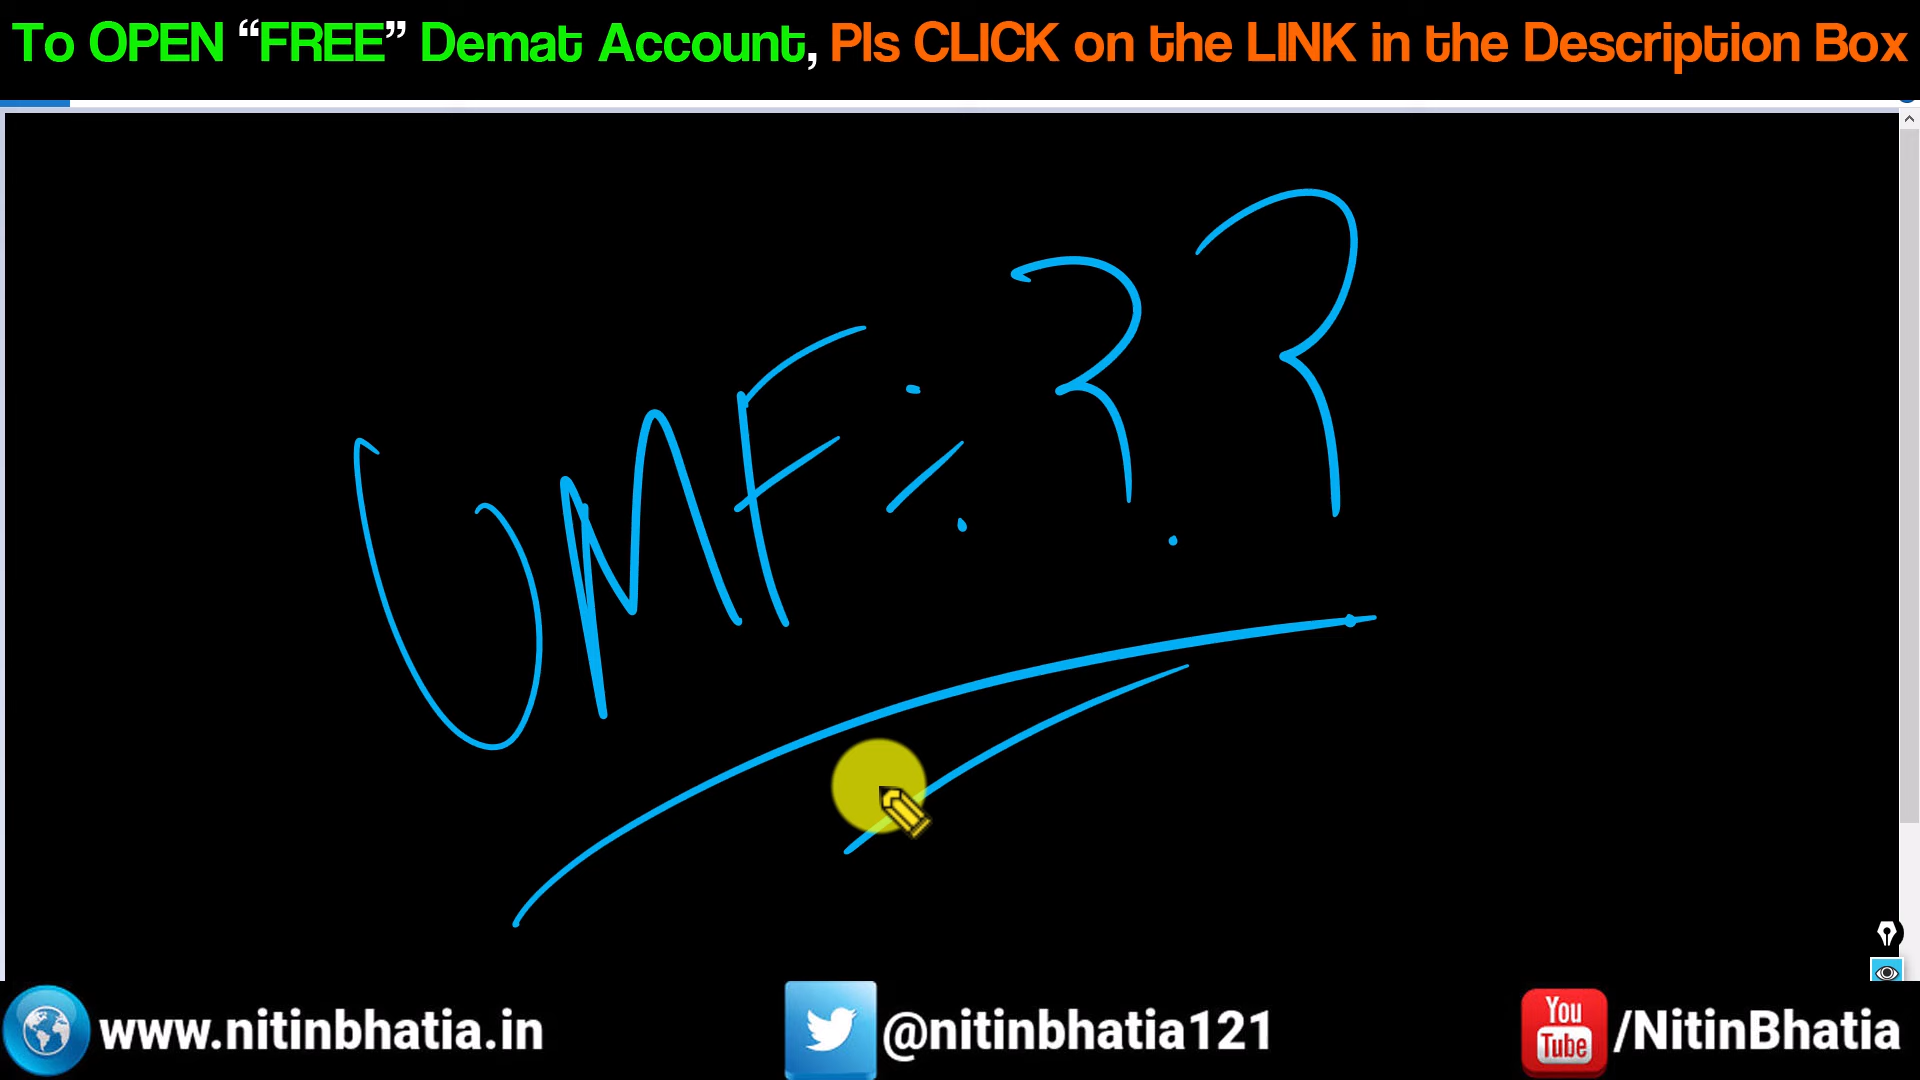 To OPEN “FREE” Demat Account, Pls CLICK on the LINK in the Description Box
UMF:- ??
www.nitinbhatia.in
@nitinbhatia121
You Tube /NitinBhatia